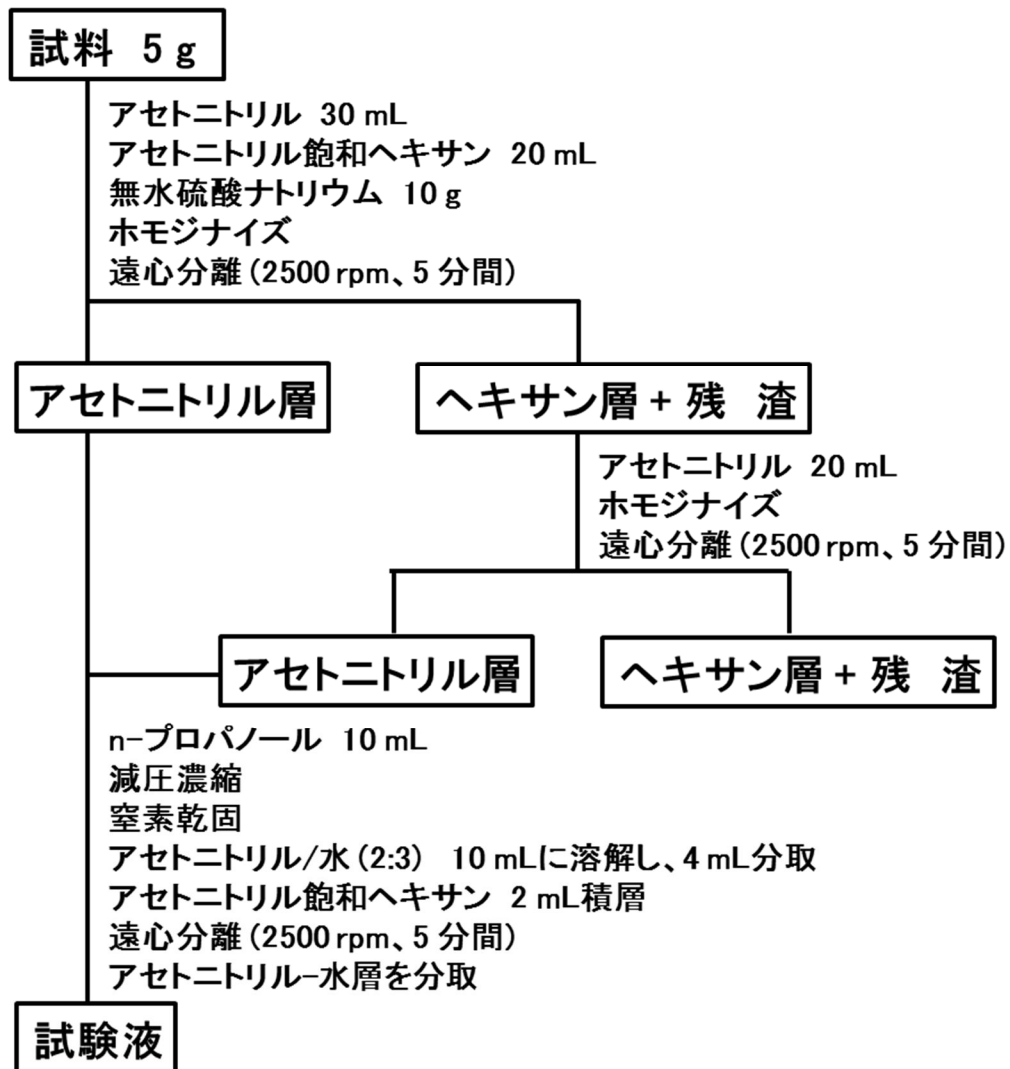 試料 5 g
アセトニトリル 30 mL
アセトニトリル飽和ヘキサン 20 mL
無水硫酸ナトリウム 10 g
ホモジナイズ
遠心分離(2500 rpm、5 分間)
アセトニトリル層
ヘキサン層 + 残 渣
アセトニトリル 20 mL
ホモジナイズ
遠心分離(2500 rpm、5 分間)
アセトニトリル層
ヘキサン層 + 残 渣
n-プロパノール 10 mL
減圧濃縮
窒素乾固
アセトニトリル/水(2:3) 10 mLに溶解し、4 mL分取
アセトニトリル飽和ヘキサン 2 mL積層
遠心分離(2500 rpm、5 分間)
アセトニトリル-水層を分取
試験液